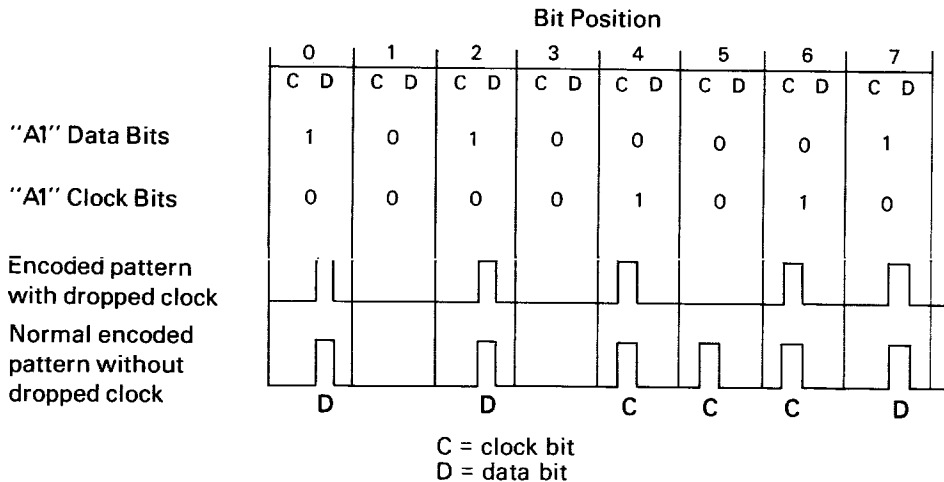 Bit Position
0 1 2 3 4 5 6 7
C D C D C D C D C D C D C D C D
"A1" Data Bits 1 0 1 0 0 0 0 1
"A1" Clock Bits 0 0 0 0 1 0 1 0
Encoded pattern
with dropped clock
Normal encoded
pattern without
dropped clock
D D C C C D
C = clock bit
D = data bit